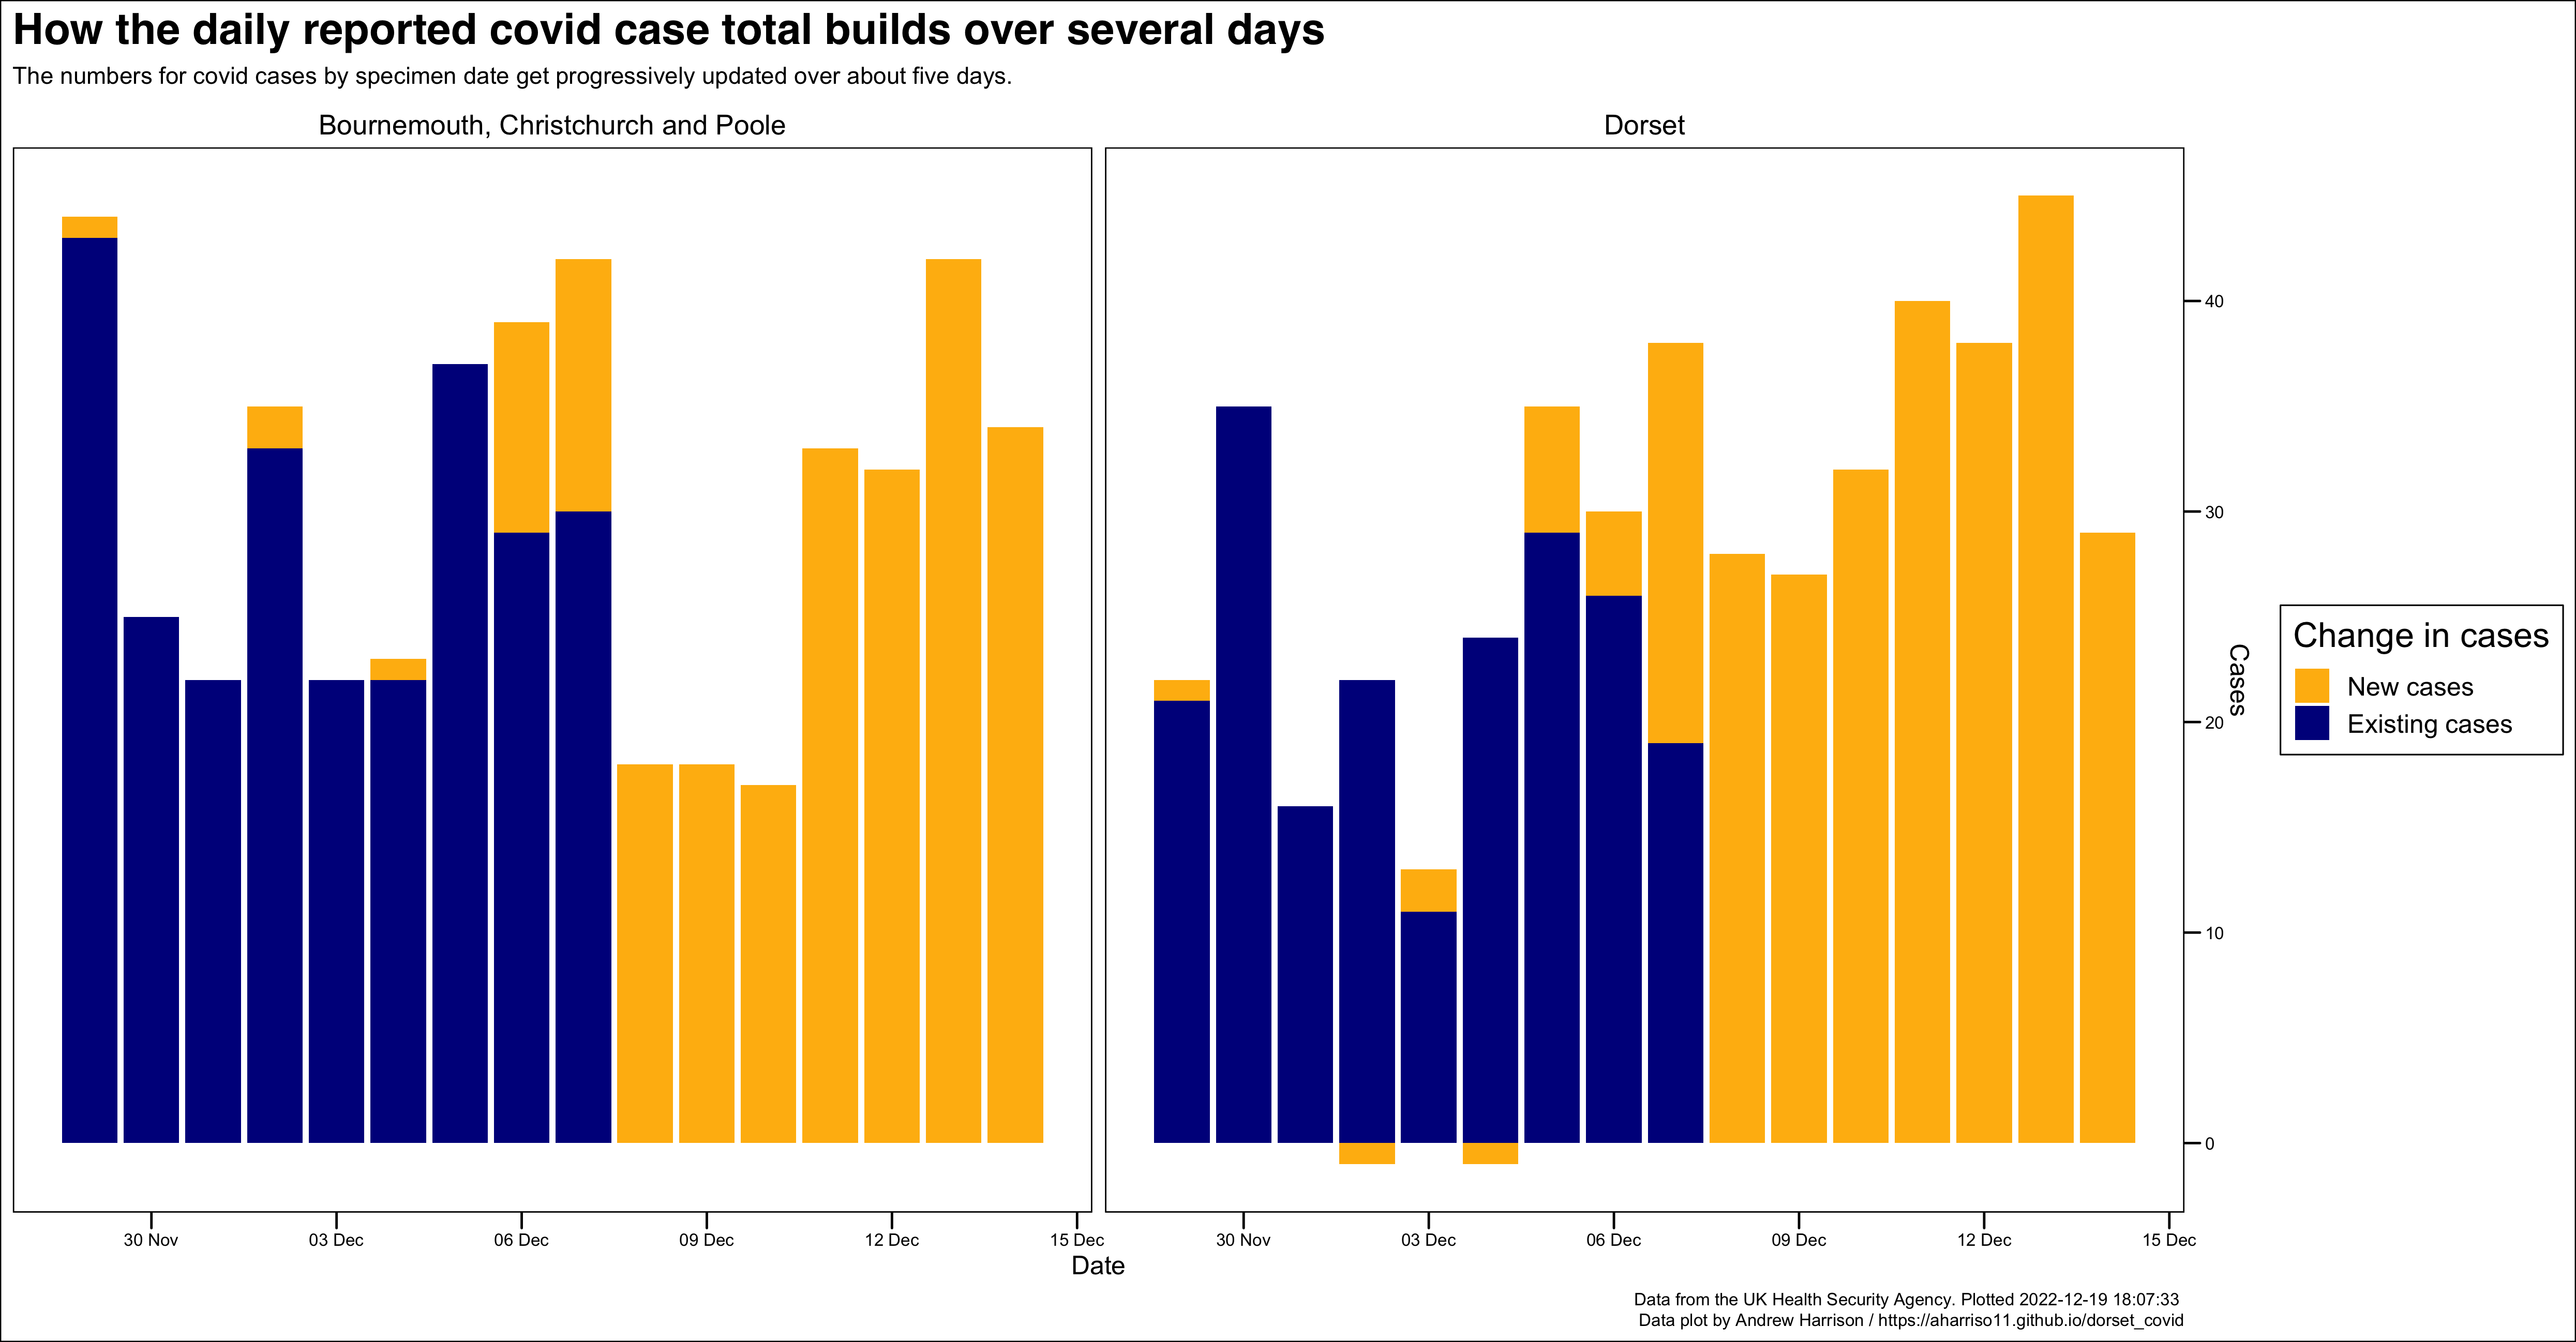 How the daily reported covid case total builds over several days
The numbers for covid cases by specimen date get progressively updated over about five days.
Bournemouth, Christchurch and Poole
Dorset
40
30
20
10
0
Cases
Change in cases
New cases
Existing cases
30 Nov 03 Dec 06 Dec 09 Dec 12 Dec 15 Dec
30 Nov 03 Dec 06 Dec 09 Dec 12 Dec 15 Dec
Date
Data from the UK Health Security Agency. Plotted 2022-12-19 18:07:33
Data plot by Andrew Harrison / https://aharriso11.github.io/dorset_covid